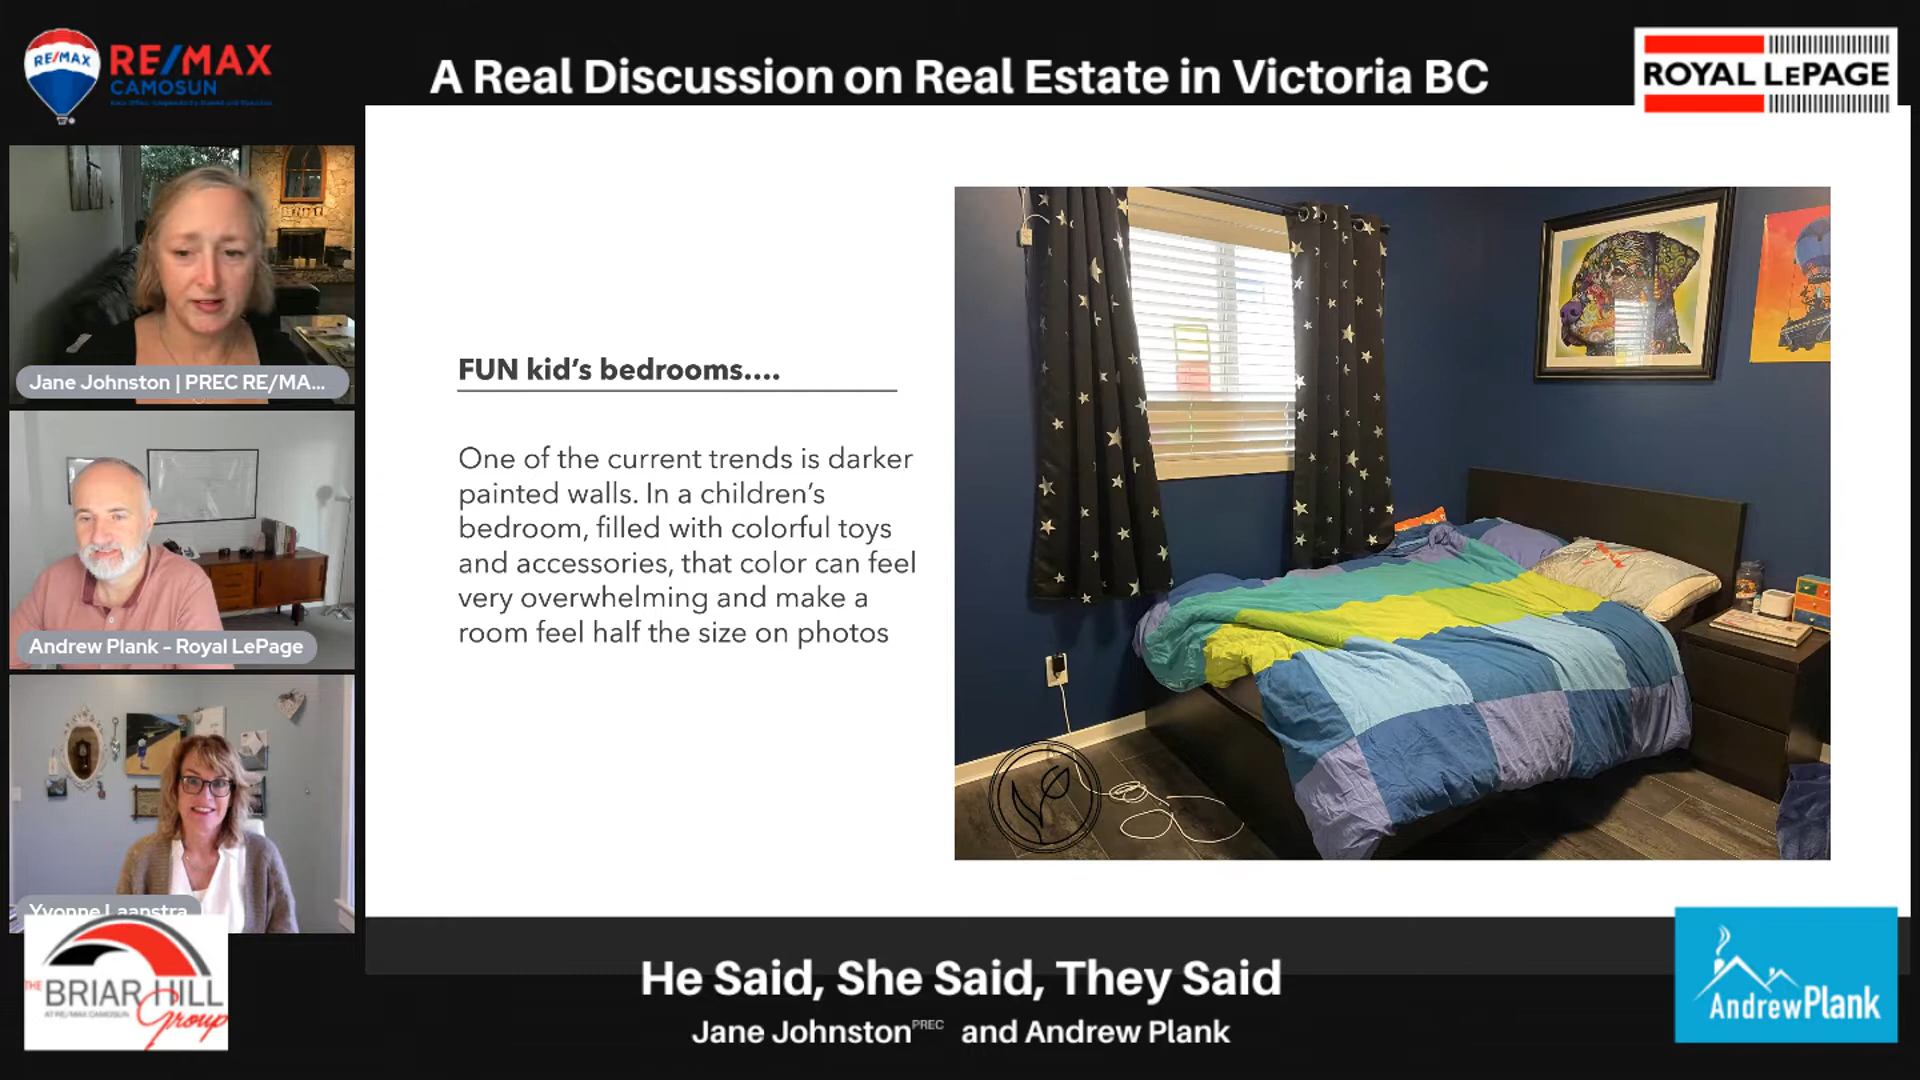 RE/MAX
RE/MAX
CAMOSUN
A Real Discussion on Real Estate in Victoria BC
ROYAL LEPAGE
Jane Johnston | PREC RE/MA...
Andrew Plank - Royal LePage
Yvonne Laanstra
FUN kid's bedrooms....
One of the current trends is darker
painted walls. In a children's
bedroom, filled with colorful toys
and accessories, that color can feel
very overwhelming and make a
room feel half the size on photos
THE
BRIAR HILL
AT RE/MAX CAMOSUN
Group
He Said, She Said, They Said
Jane Johnston PREC and Andrew Plank
AndrewPlank